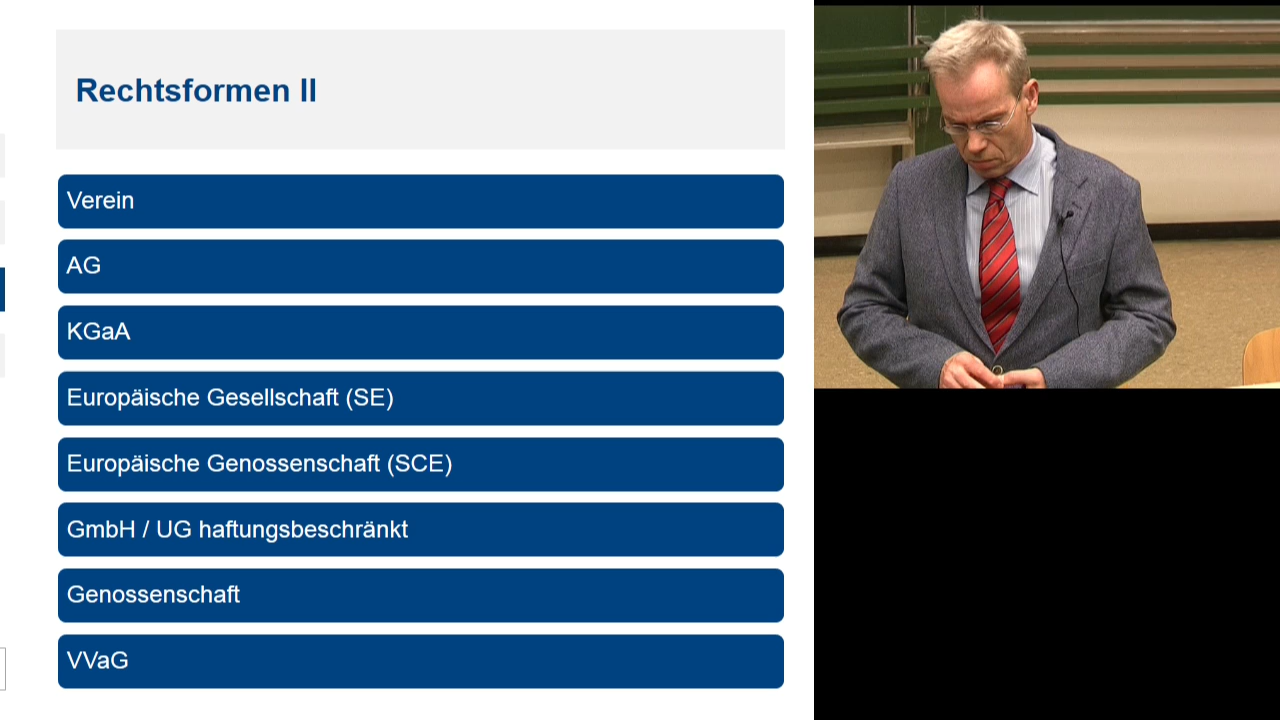 Rechtsformen II
Verein
AG
KGaA
Europäische Gesellschaft (SE)
Europäische Genossenschaft (SCE)
GmbH / UG haftungsbeschränkt
Genossenschaft
VVaG